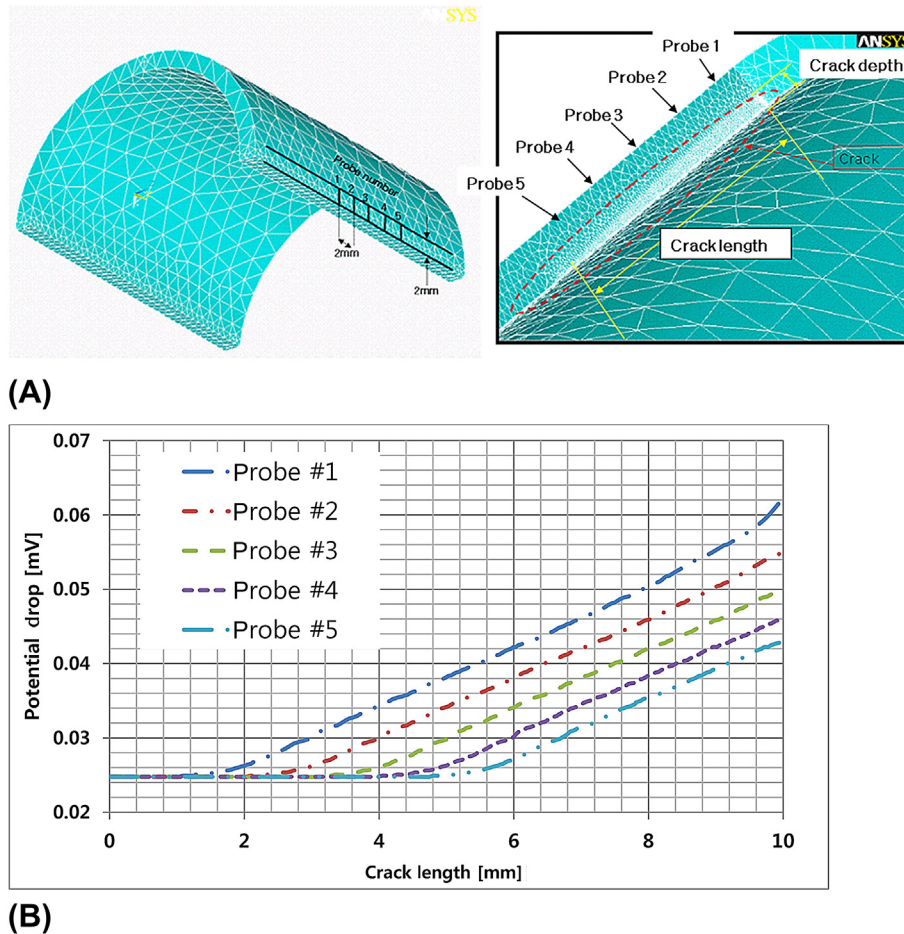 ANSYS
Probe number
1 2 3 4 5
2mm
2mm
ANSYS
Probe 1
Probe 2
Probe 3
Probe 4
Probe 5
Crack depth
Crack
Crack length
(A)
0.07
0.06
0.05
0.04
0.03
0.02
Potential drop [mV]
Probe #1
Probe #2
Probe #3
Probe #4
Probe #5
0 2 4 6 8 10
Crack length [mm]
(B)